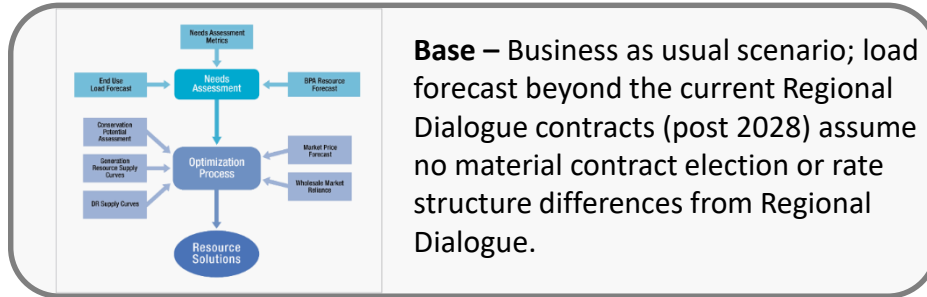 Needs Assessment
Metrics
End Use
Load Forecast
Needs
Assessment
BPA Resource
Forecast
Conservation
Potential
Assessment
Generation
Resource Supply
Curves
DR Supply Curves
Optimization
Process
Market Price
Forecast
Wholesale Market
Reliance
Resource
Solutions
Base – Business as usual scenario; load
forecast beyond the current Regional
Dialogue contracts (post 2028) assume
no material contract election or rate
structure differences from Regional
Dialogue.